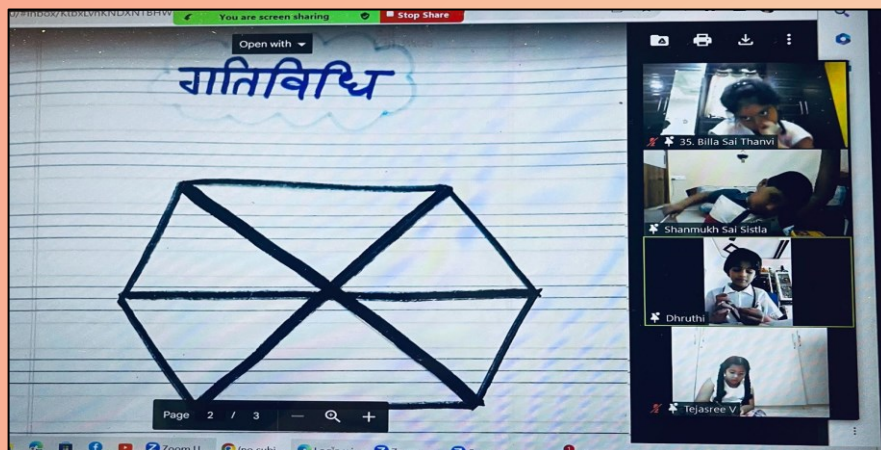 You are screen sharing
Stop Share
Open with
गतिविधि
35. Billa Sai Thanvi
Shanmukh Sai Sistla
Dhruthi
Tejasree V
Page 2 / 3
Zoom U